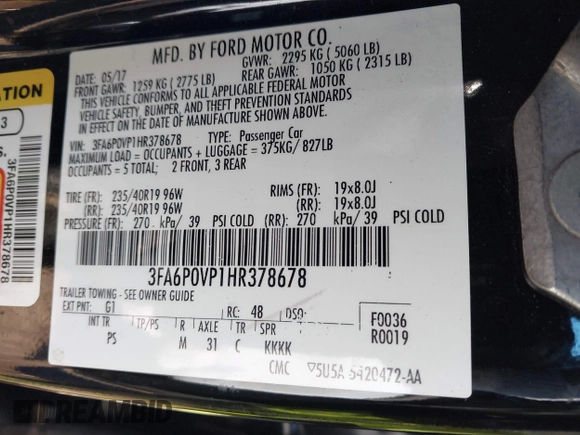 MFD. BY FORD MOTOR CO.
05/17 GVWR: 2295 KG ( 5060 LB)
FRONT GAWR: 1259 KG ( 2775 LB) REAR GAWR: 1050 KG ( 2315 LB)
THIS VEHICLE CONFORMS TO ALL APPLICABLE FEDERAL MOTOR
VEHICLE SAFETY, BUMPER, AND THEFT PREVENTION STANDARDS
IN EFFECT ON THE DATE OF MANUFACTURE SHOWN ABOVE.
VIN: 3FA6P0VP1HR378678 TYPE: Passenger Car
MAXIMUM LOAD = OCCUPANTS + LUGGAGE = 375KG/ 827LB
OCCUPANTS = 5 TOTAL; 2 FRONT, 3 REAR
TIRE (FR): 235/40R19 96W RIMS (FR): 19x8.0J
(RR): 235/40R19 96W (RR): 19x8.0J
PRESSURE (FR): 270 kPa/ 39 PSI COLD (RR): 270 kPa/ 39 PSI COLD
3FA6P0VP1HR378678
TRAILER TOWING - SEE OWNER GUIDE
EXT PNT: G1 RC: 48 DSO: F0036
INT TR TP/PS R AXLE TR SPR R0019
PS M 31 C KKKK
CMC 5U5A-5420472-AA
ATION
3
3FA6P0VP1HR378678
DREAMBID